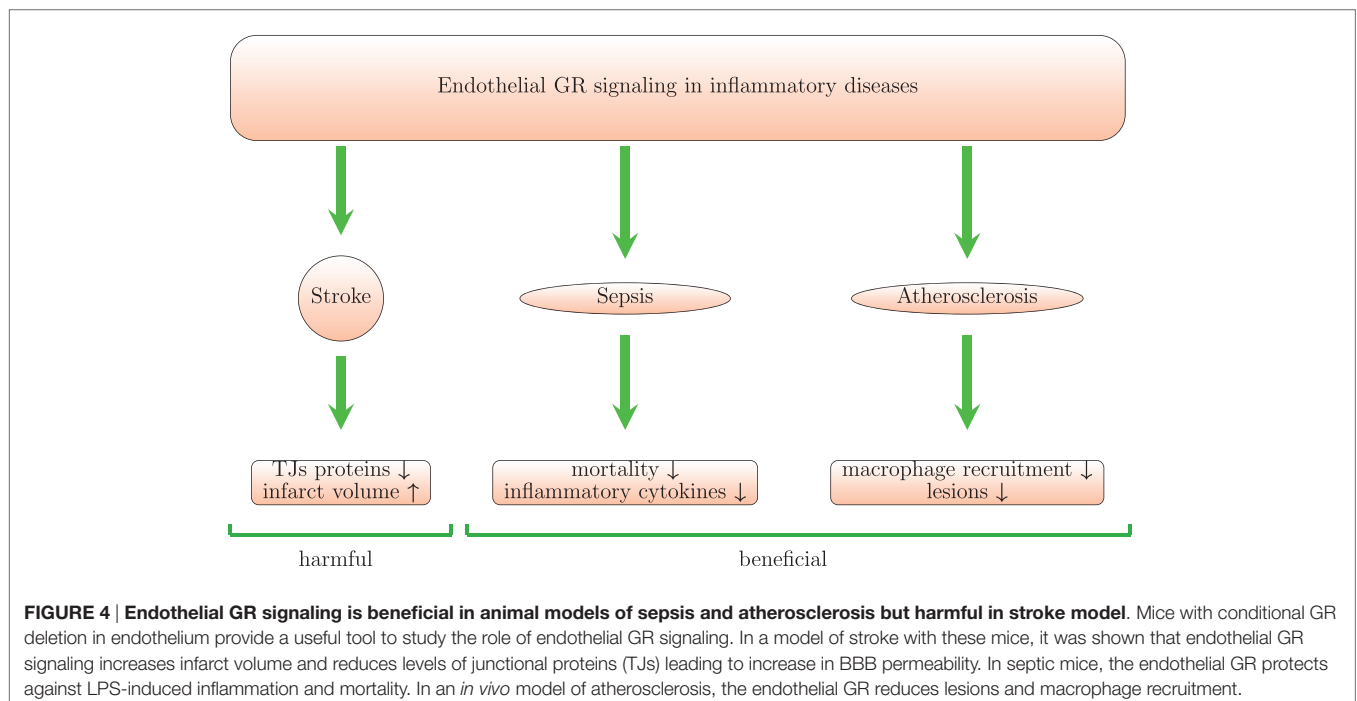 Endothelial GR signaling in inflammatory diseases
Stroke
Sepsis
Atherosclerosis
TJs proteins ↓
infarct volume ↑
mortality ↓
inflammatory cytokines ↓
macrophage recruitment ↓
lesions ↓
harmful
beneficial
FIGURE 4 | Endothelial GR signaling is beneficial in animal models of sepsis and atherosclerosis but harmful in stroke model. Mice with conditional GR
deletion in endothelium provide a useful tool to study the role of endothelial GR signaling. In a model of stroke with these mice, it was shown that endothelial GR
signaling increases infarct volume and reduces levels of junctional proteins (TJs) leading to increase in BBB permeability. In septic mice, the endothelial GR protects
against LPS-induced inflammation and mortality. In an in vivo model of atherosclerosis, the endothelial GR reduces lesions and macrophage recruitment.